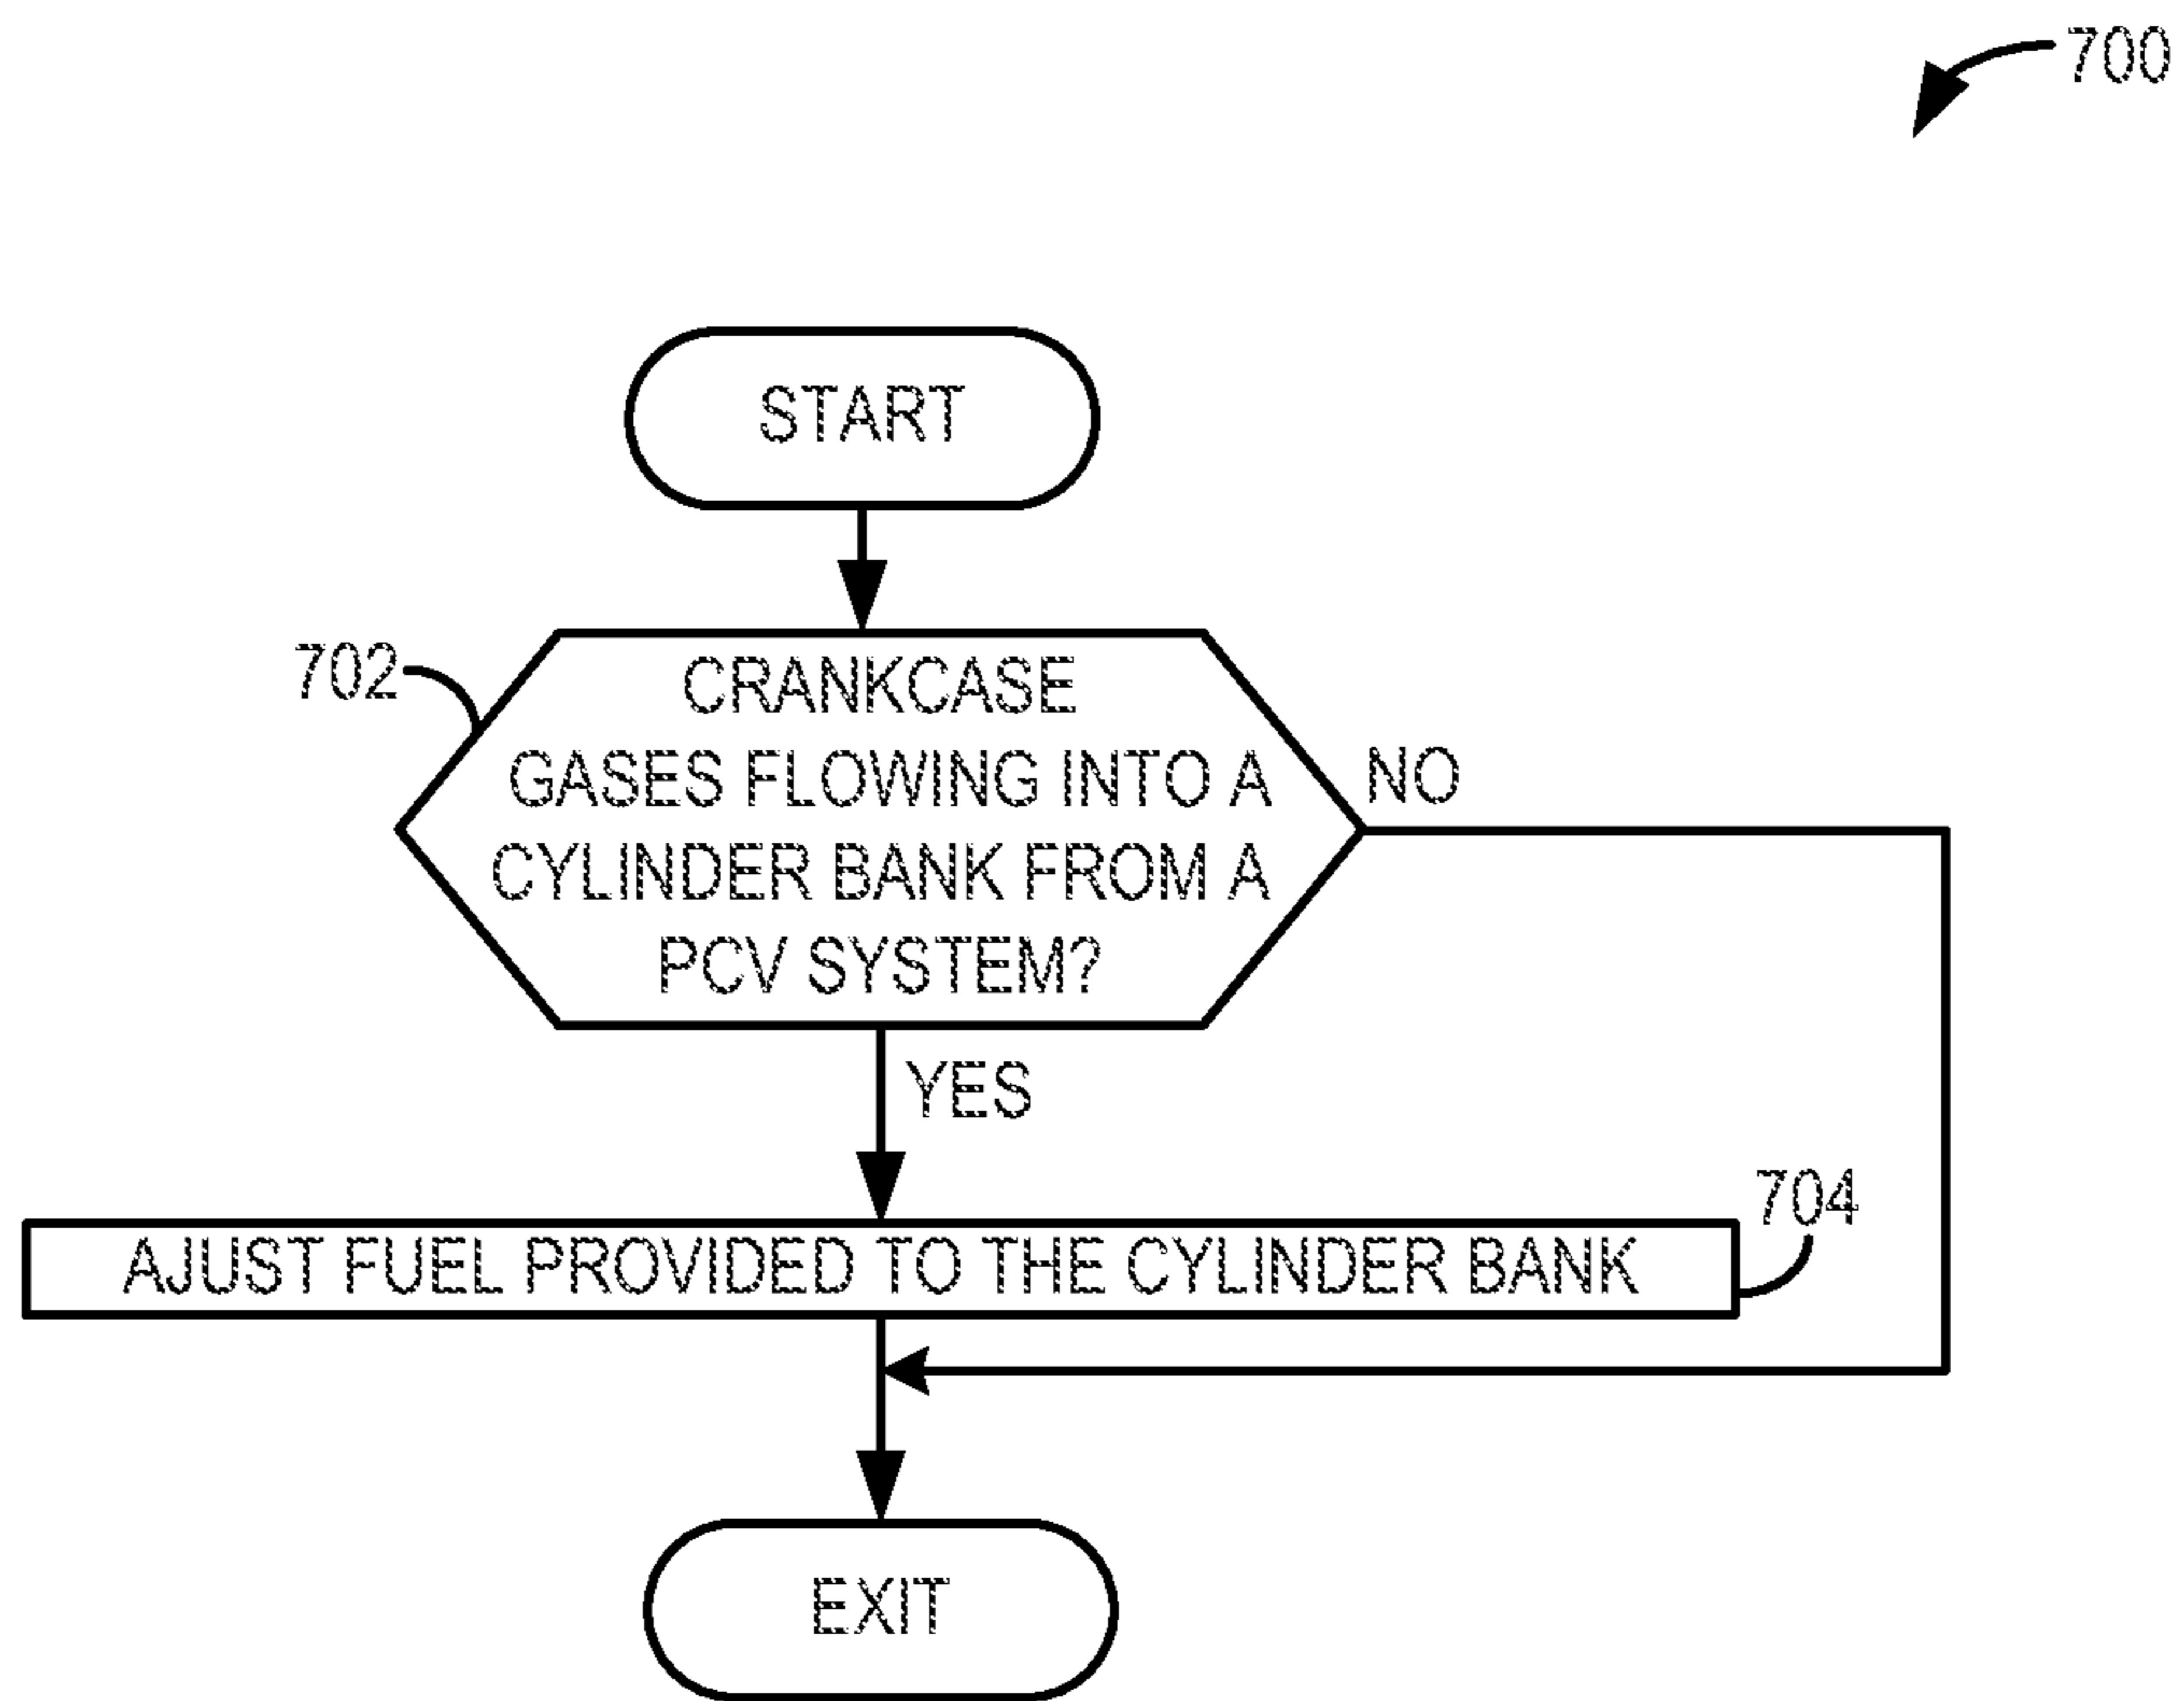 700
START
702
CRANKCASE
GASES FLOWING INTO A
CYLINDER BANK FROM A
PCV SYSTEM?
NO
YES
704
AJUST FUEL PROVIDED TO THE CYLINDER BANK
EXIT